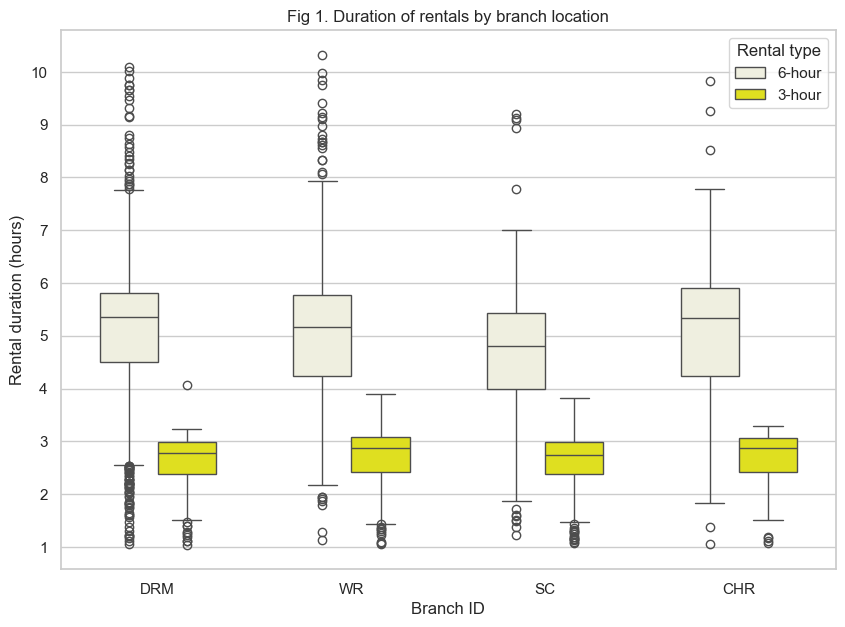 Fig 1. Duration of rentals by branch location
Rental type
6-hour
3-hour
Rental duration (hours)
10
9
8
7
6
5
4
3
2
1
DRM WR SC CHR
Branch ID